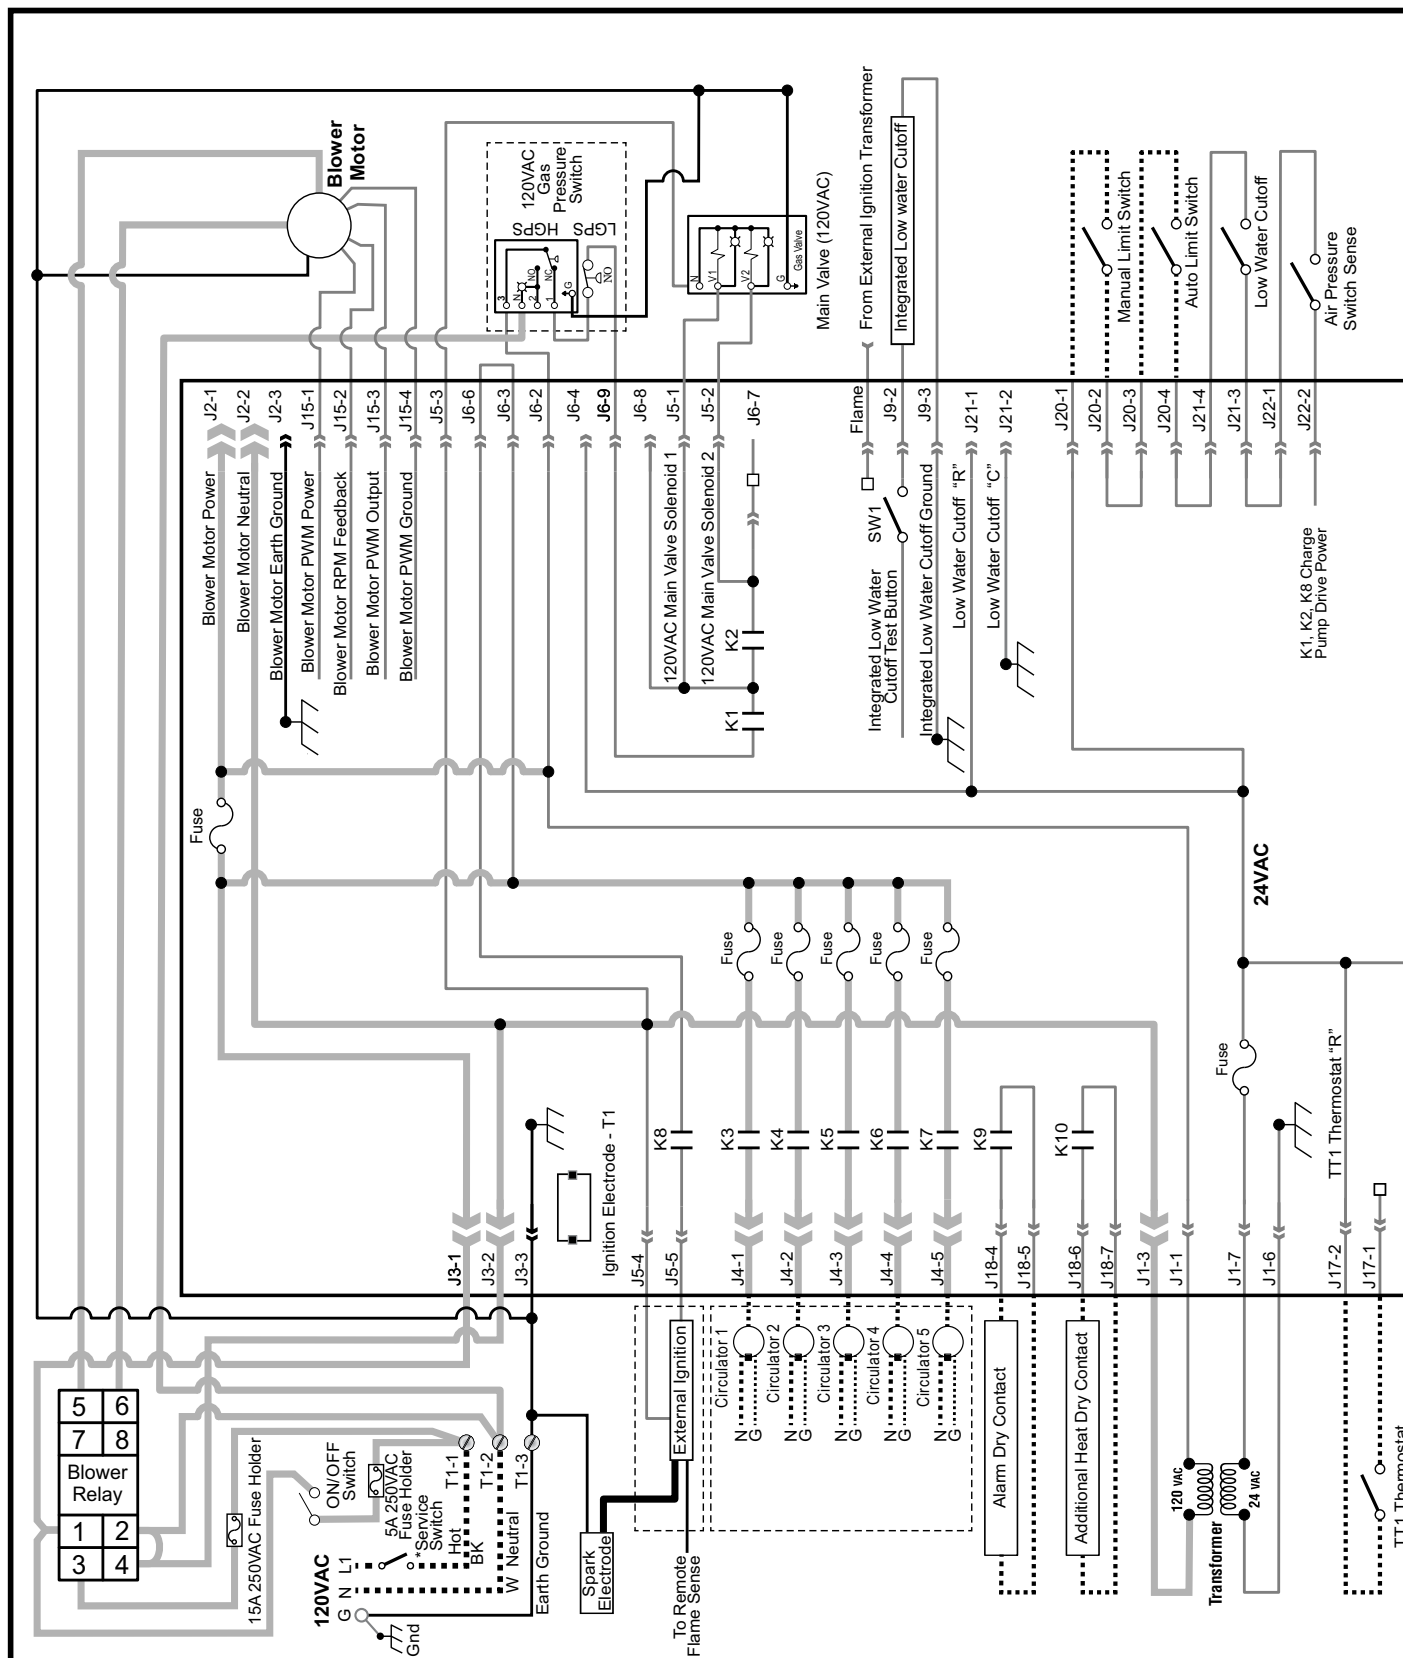 Blower
Motor
120VAC
Gas
Pressure
Switch
HGPS
LGPS
3
N
2
1
NO
NC
G
NO
N
V1
V2
G
Gas Valve
Main Valve (120VAC)
From External Ignition Transformer
Integrated Low water Cutoff
Manual Limit Switch
Auto Limit Switch
Low Water Cutoff
Air Pressure
Switch Sense
J2-1
J2-2
J2-3
J15-1
J15-2
J15-3
J15-4
J5-3
J6-6
J6-3
J6-2
J6-4
J6-9
J6-8
J5-1
J5-2
J6-7
Flame
J9-2
J9-3
J21-1
J21-2
J20-1
J20-2
J20-3
J20-4
J21-4
J21-3
J22-1
J22-2
Blower Motor Power
Blower Motor Neutral
Blower Motor Earth Ground
Blower Motor PWM Power
Blower Motor RPM Feedback
Blower Motor PWM Output
Blower Motor PWM Ground
120VAC Main Valve Solenoid 1
120VAC Main Valve Solenoid 2
K1
K2
SW1
Integrated Low Water
Cutoff Test Button
Integrated Low Water Cutoff Ground
Low Water Cutoff "R"
Low Water Cutoff "C"
K1, K2, K8 Charge
Pump Drive Power
Fuse
24VAC
Fuse
Fuse
Fuse
Fuse
Fuse
Fuse
TT1 Thermostat "R"
Ignition Electrode - T1
K8
K3
K4
K5
K6
K7
K9
K10
J3-1
J3-2
J3-3
J5-4
J5-5
J4-1
J4-2
J4-3
J4-4
J4-5
J18-4
J18-5
J18-6
J18-7
J1-3
J1-1
J1-7
J1-6
J17-2
J17-1
5 6
7 8
Blower
Relay
1 2
3 4
15A 250VAC Fuse Holder
ON/OFF
Switch
5A 250VAC
Fuse Holder
*Service
Switch
Hot
BK
T1-1
T1-2
T1-3
120VAC
G N L1
W Neutral
Earth Ground
Gnd
Spark
Electrode
External Ignition
To Remote
Flame Sense
Circulator 1
Circulator 2
Circulator 3
Circulator 4
Circulator 5
N
G
N
G
N
G
N
G
N
G
Alarm Dry Contact
Additional Heat Dry Contact
120 VAC
24 VAC
Transformer
TT1 Thermostat